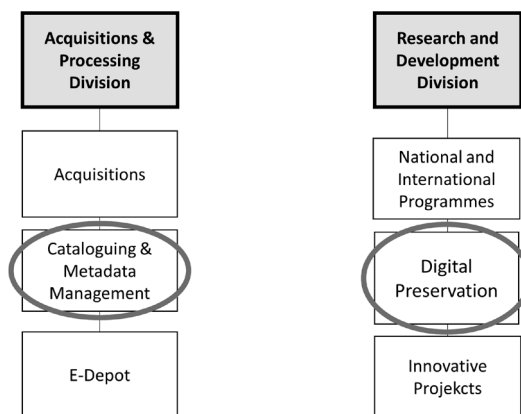 Acquisitions &
Processing
Division
Acquisitions
Cataloguing &
Metadata
Management
E-Depot
Research and
Development
Division
National and
International
Programmes
Digital
Preservation
Innovative
Projekcts